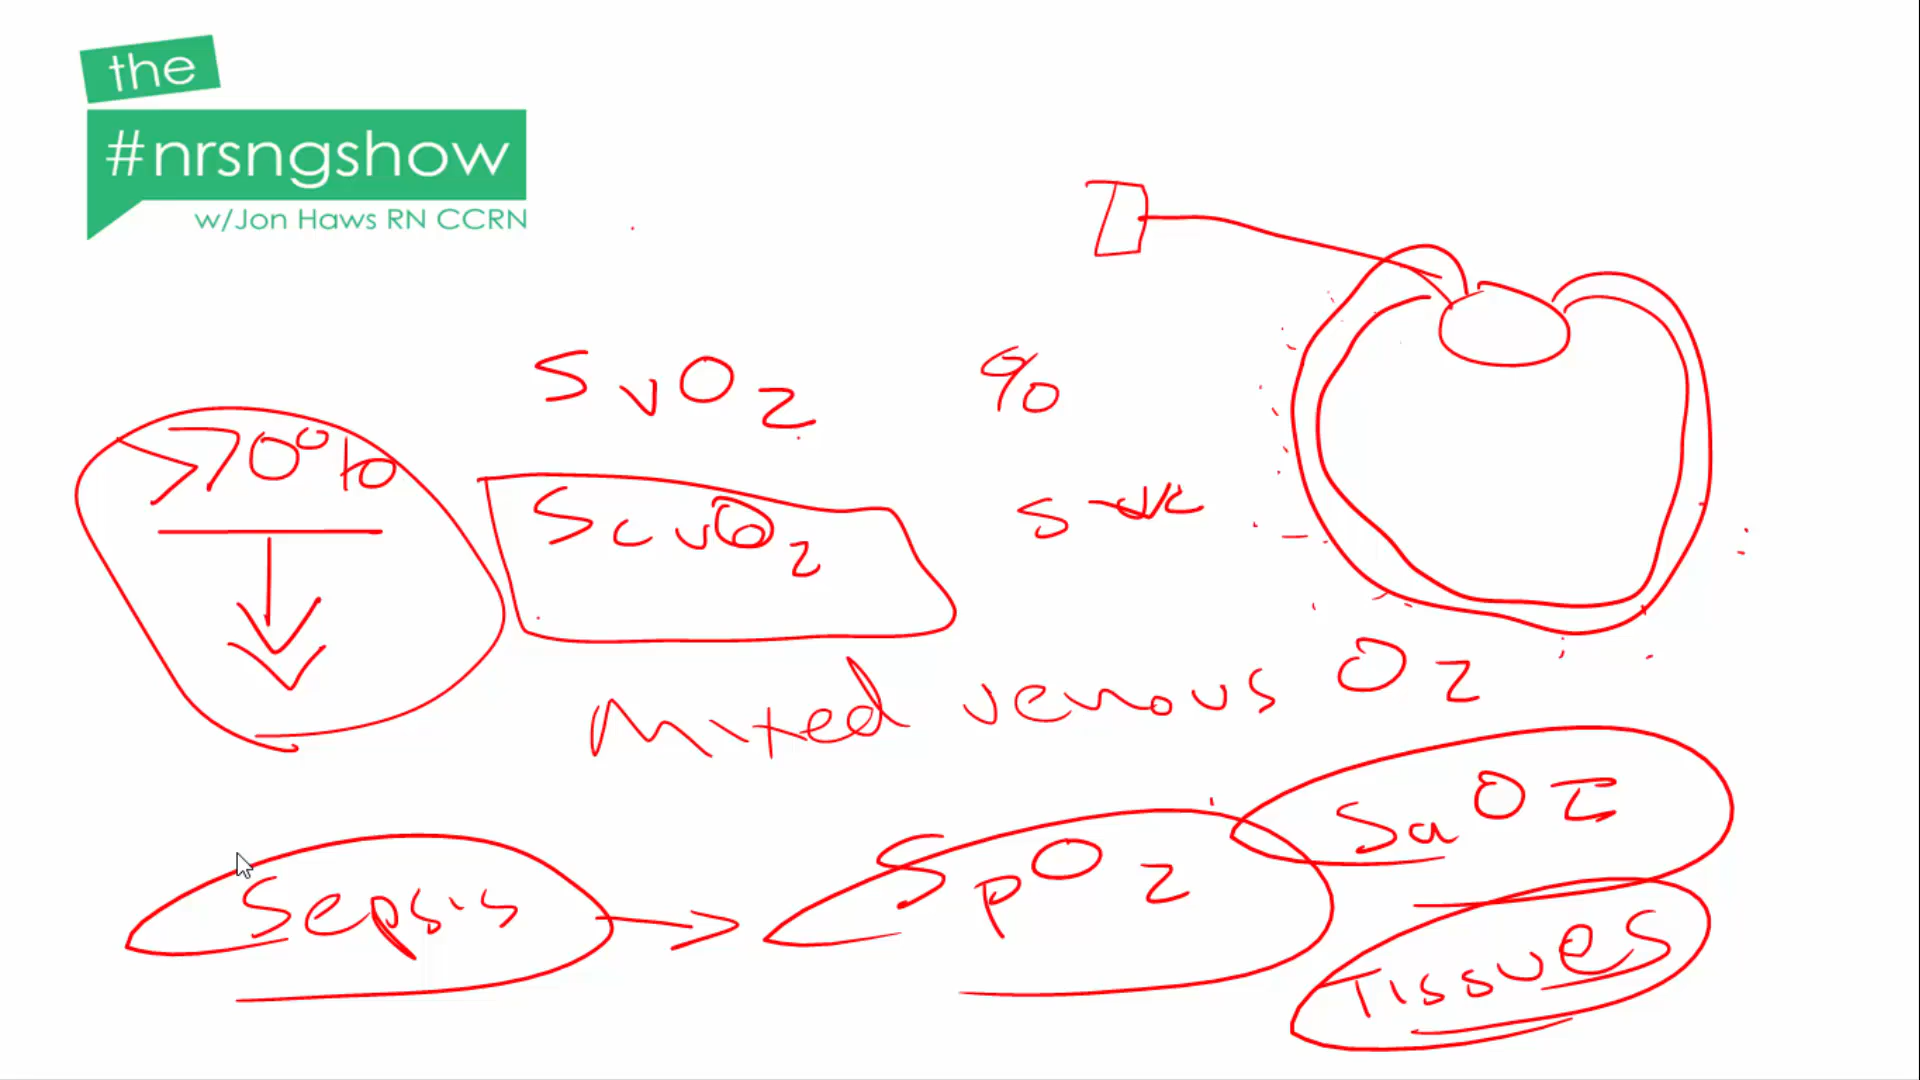 the
#nrsngshow
w/Jon Haws RN CCRN
SvO2 %
>70%
ScvO2
Mixed venous O2
SaO2
Sepsis SpO2
Tissues